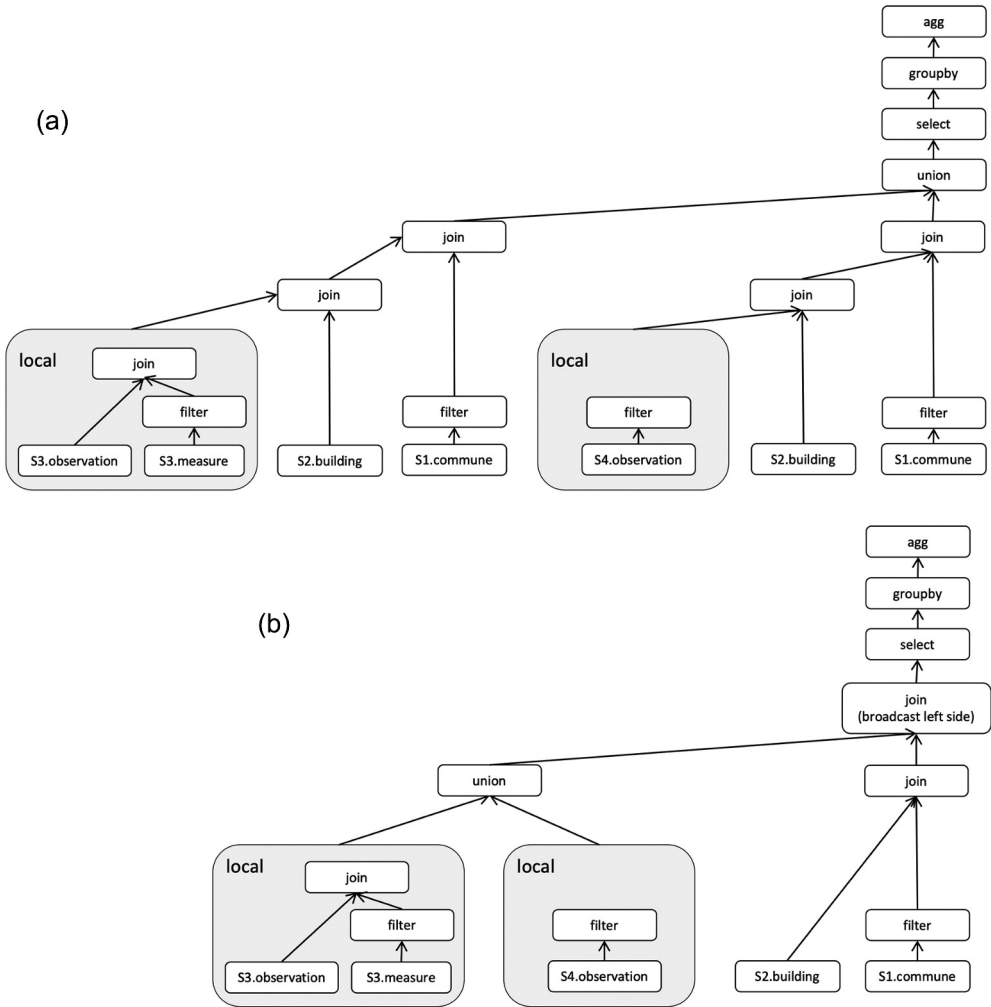 agg
groupby
(a)
select
union
join
join
join
join
local
join
local
filter
filter
filter
filter
S3.observation
S3.measure
S2.building
S1.commune
S4.observation
S2.building
S1.commune
agg
groupby
(b)
select
join
(broadcast left side)
union
join
local
join
local
filter
filter
filter
S3.observation
S3.measure
S4.observation
S2.building
S1.commune